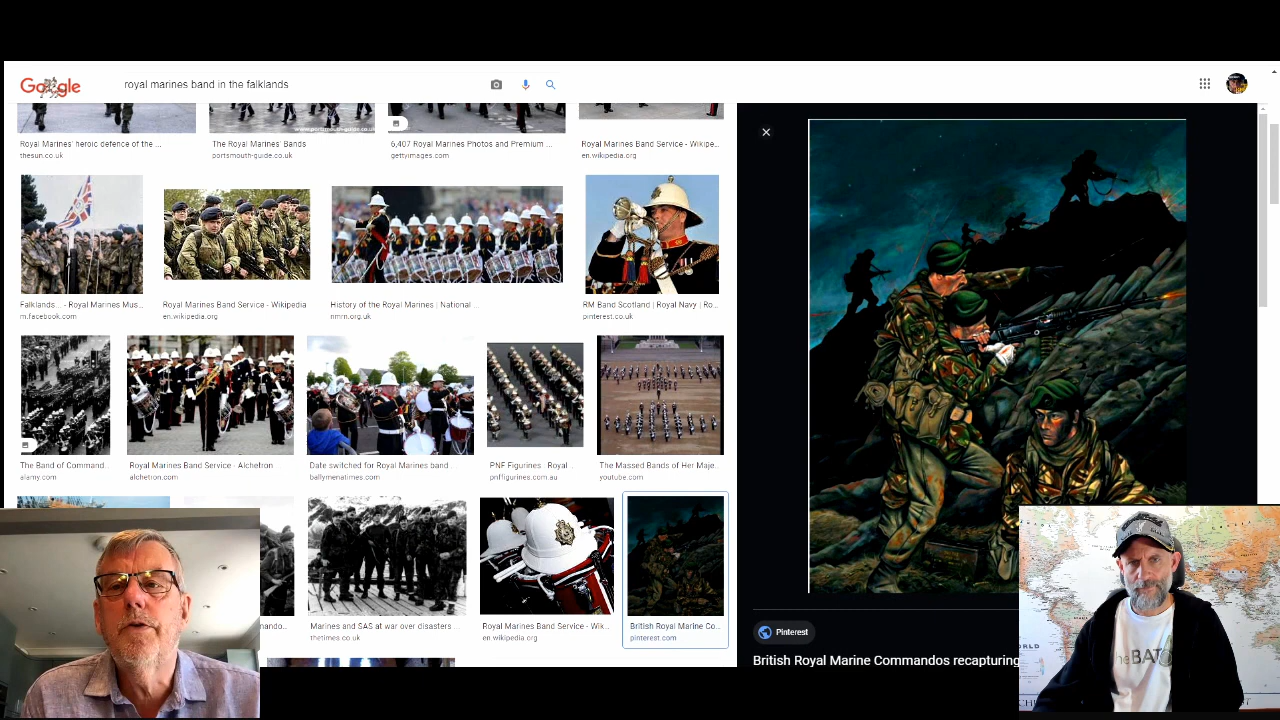 Google
royal marines band in the falklands
www.portsmouth-guide.co.uk
Royal Marines' heroic defence of the ...
thesun.co.uk
The Royal Marines' Bands
portsmouth-guide.co.uk
6,407 Royal Marines Photos and Premium ...
gettyimages.com
Royal Marines Band Service - Wikipe...
en.wikipedia.org
Falklands... - Royal Marines Mus...
m.facebook.com
Royal Marines Band Service - Wikipedia
en.wikipedia.org
History of the Royal Marines | National ...
nmrn.org.uk
RM Band Scotland | Royal Navy | Ro...
pinterest.co.uk
The Band of Command...
alamy.com
Royal Marines Band Service - Alchetron ...
alchetron.com
Date switched for Royal Marines band ...
ballymenatimes.com
PNF Figurines : Royal ...
pnffigurines.com.au
The Massed Bands of Her Maje...
youtube.com
mando...
Marines and SAS at war over disasters ...
thetimes.co.uk
Royal Marines Band Service - Wik...
en.wikipedia.org
British Royal Marine Co...
pinterest.com
Pinterest
British Royal Marine Commandos recapturing